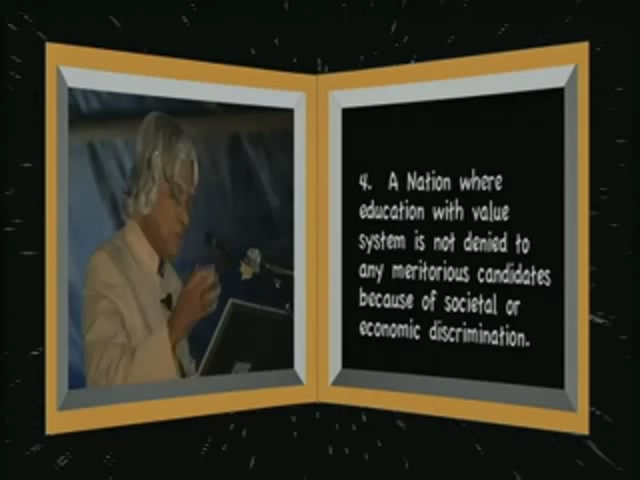 4. A Nation where
education with value
system is not denied to
any meritorious candidates
because of societal or
economic discrimination.